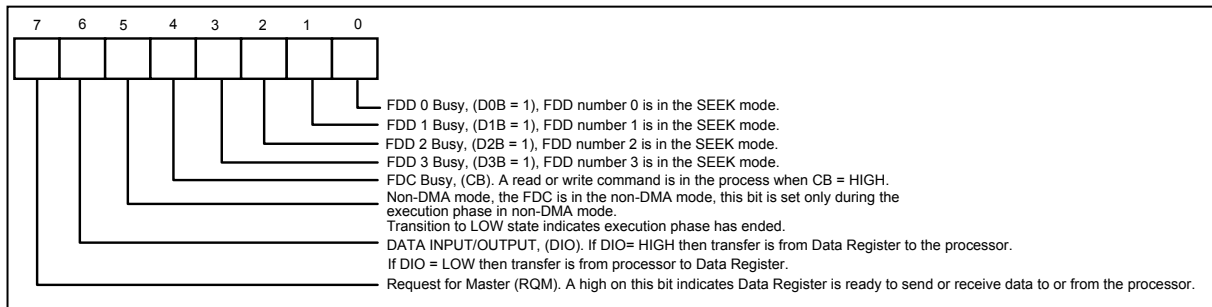 7 6 5 4 3 2 1 0
FDD 0 Busy, (D0B = 1), FDD number 0 is in the SEEK mode.
FDD 1 Busy, (D1B = 1), FDD number 1 is in the SEEK mode.
FDD 2 Busy, (D2B = 1), FDD number 2 is in the SEEK mode.
FDD 3 Busy, (D3B = 1), FDD number 3 is in the SEEK mode.
FDC Busy, (CB). A read or write command is in the process when CB = HIGH.
Non-DMA mode, the FDC is in the non-DMA mode, this bit is set only during the
execution phase in non-DMA mode.
Transition to LOW state indicates execution phase has ended.
DATA INPUT/OUTPUT, (DIO). If DIO= HIGH then transfer is from Data Register to the processor.
If DIO = LOW then transfer is from processor to Data Register.
Request for Master (RQM). A high on this bit indicates Data Register is ready to send or receive data to or from the processor.